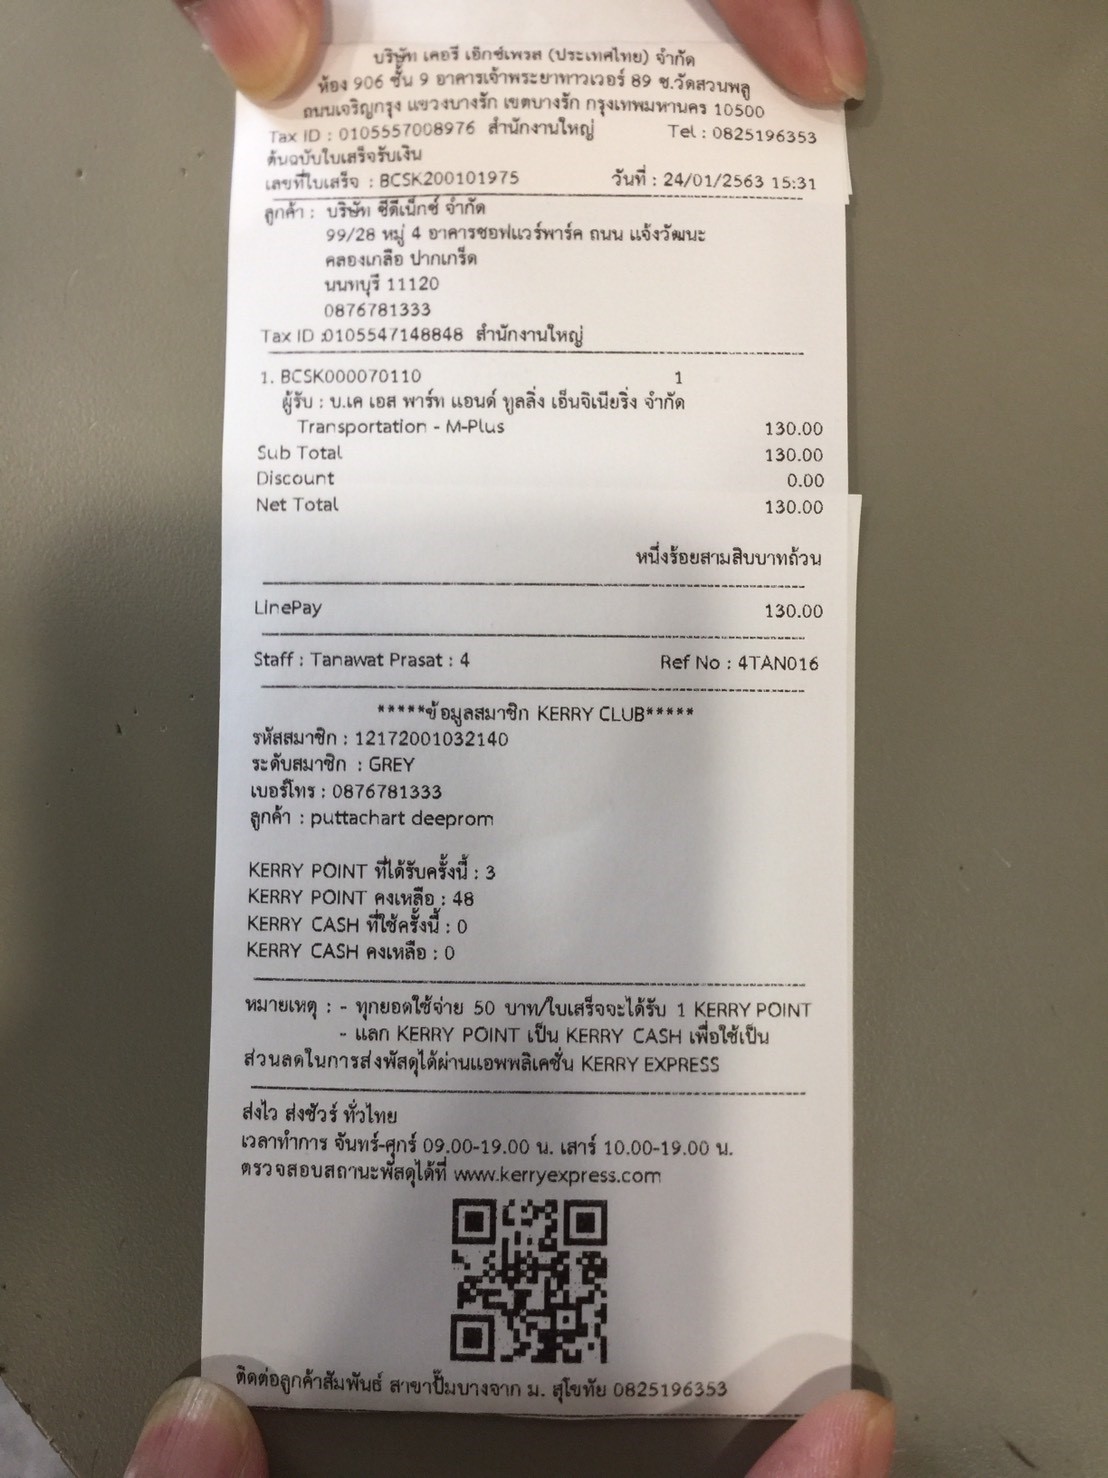 บริษัท เคอรี่ เอ็กซ์เพรส (ประเทศไทย) จำกัด
ห้อง 906 ชั้น 9 อาคารเจ้าพระยาทาวเวอร์ 89 ซ.วัดสวนพลู
ถนนเจริญกรุง แขวงบางรัก เขตบางรัก กรุงเทพมหานคร 10500
Tax ID : 0105557008976 สำนักงานใหญ่ Tel : 0825196353
ต้นฉบับใบเสร็จรับเงิน
เลขที่ใบเสร็จ : BCSK200101975 วันที่ : 24/01/2563 15:31
ลูกค้า : บริษัท ซีดีเน็กซ์ จำกัด
99/28 หมู่ 4 อาคารซอฟแวร์พาร์ค ถนน แจ้งวัฒนะ
คลองเกลือ ปากเกร็ด
นนทบุรี 11120
0876781333
Tax ID :0105547148848 สำนักงานใหญ่
1. BCSK000070110 1
ผู้รับ : บ.เค เอส พาร์ท แอนด์ ทูลลิ่ง เอ็นจิเนียริ่ง จำกัด
Transportation - M-Plus 130.00
Sub Total 130.00
Discount 0.00
Net Total 130.00
หนึ่งร้อยสามสิบบาทถ้วน
LinePay 130.00
Staff : Tanawat Prasat : 4 Ref No : 4TAN016
*****ข้อมูลสมาชิก KERRY CLUB*****
รหัสสมาชิก : 12172001032140
ระดับสมาชิก : GREY
เบอร์โทร : 0876781333
ลูกค้า : puttachart deeprom
KERRY POINT ที่ได้รับครั้งนี้ : 3
KERRY POINT คงเหลือ : 48
KERRY CASH ที่ใช้ครั้งนี้ : 0
KERRY CASH คงเหลือ : 0
หมายเหตุ : - ทุกยอดใช้จ่าย 50 บาท/ใบเสร็จจะได้รับ 1 KERRY POINT
- แลก KERRY POINT เป็น KERRY CASH เพื่อใช้เป็น
ส่วนลดในการส่งพัสดุได้ผ่านแอพพลิเคชั่น KERRY EXPRESS
ส่งไว ส่งชัวร์ ทั่วไทย
เวลาทำการ จันทร์-ศุกร์ 09.00-19.00 น. เสาร์ 10.00-19.00 น.
ตรวจสอบสถานะพัสดุได้ที่ www.kerryexpress.com
ติดต่อลูกค้าสัมพันธ์ สาขาปั๊มบางจาก ม. สุโขทัย 0825196353